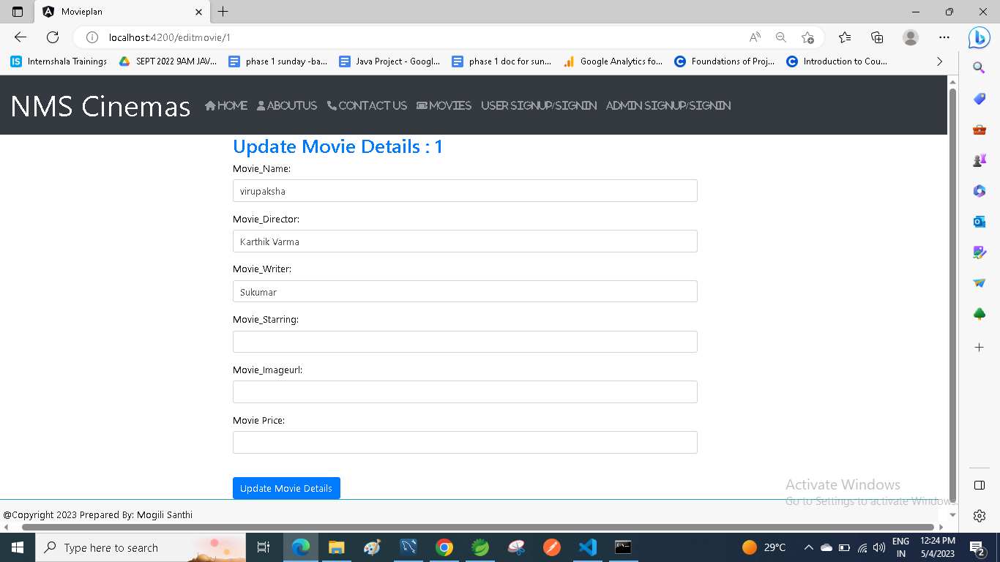 Movieplan
localhost:4200/editmovie/1
Internshala Trainings
SEPT 2022 9AM JAV...
phase 1 sunday -ba...
Java Project - Googl...
phase 1 doc for sun...
Google Analytics fo...
Foundations of Proj...
Introduction to Cou...
NMS Cinemas HOME ABOUTUS CONTACT US MOVIES USER SIGNUP/SIGNIN ADMIN SIGNUP/SIGNIN
Update Movie Details : 1
Movie_Name:
virupaksha
Movie_Director:
Karthik Varma
Movie_Writer:
Sukumar
Movie_Starring:
Movie_Imageurl:
Movie Price:
Update Movie Details
Activate Windows
Go to Settings to activate Windows.
@Copyright 2023 Prepared By: Mogili Santhi
Type here to search
29°C
ENG
IN
12:24 PM
5/4/2023
2